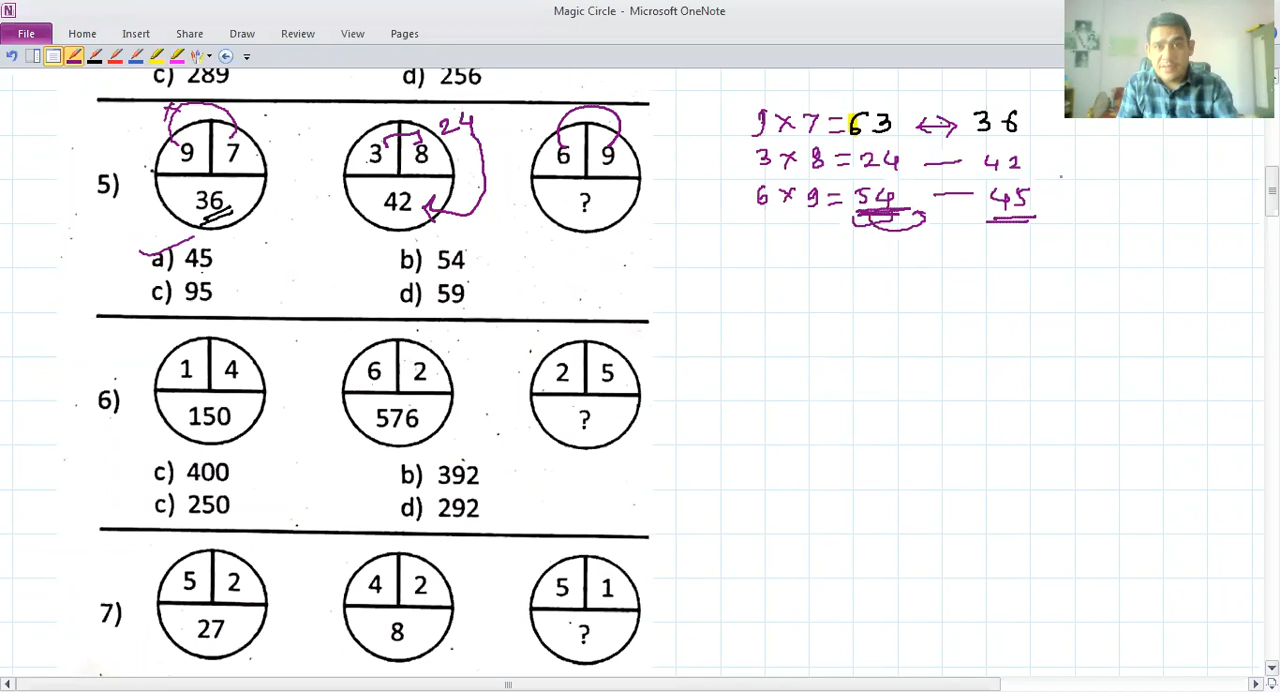 Magic Circle - Microsoft OneNote
File Home Insert Share Draw Review View Pages
c) 289 d) 256
5) 9 7 36 3 8 42 24 6 9 ?
a) 45 b) 54
c) 95 d) 59
6) 1 4 150 6 2 576 2 5 ?
c) 400 b) 392
c) 250 d) 292
7) 5 2 27 4 2 8 5 1 ?
9 × 7 = 63 ↔ 36
3 × 8 = 24 — 42
6 × 9 = 54 — 45